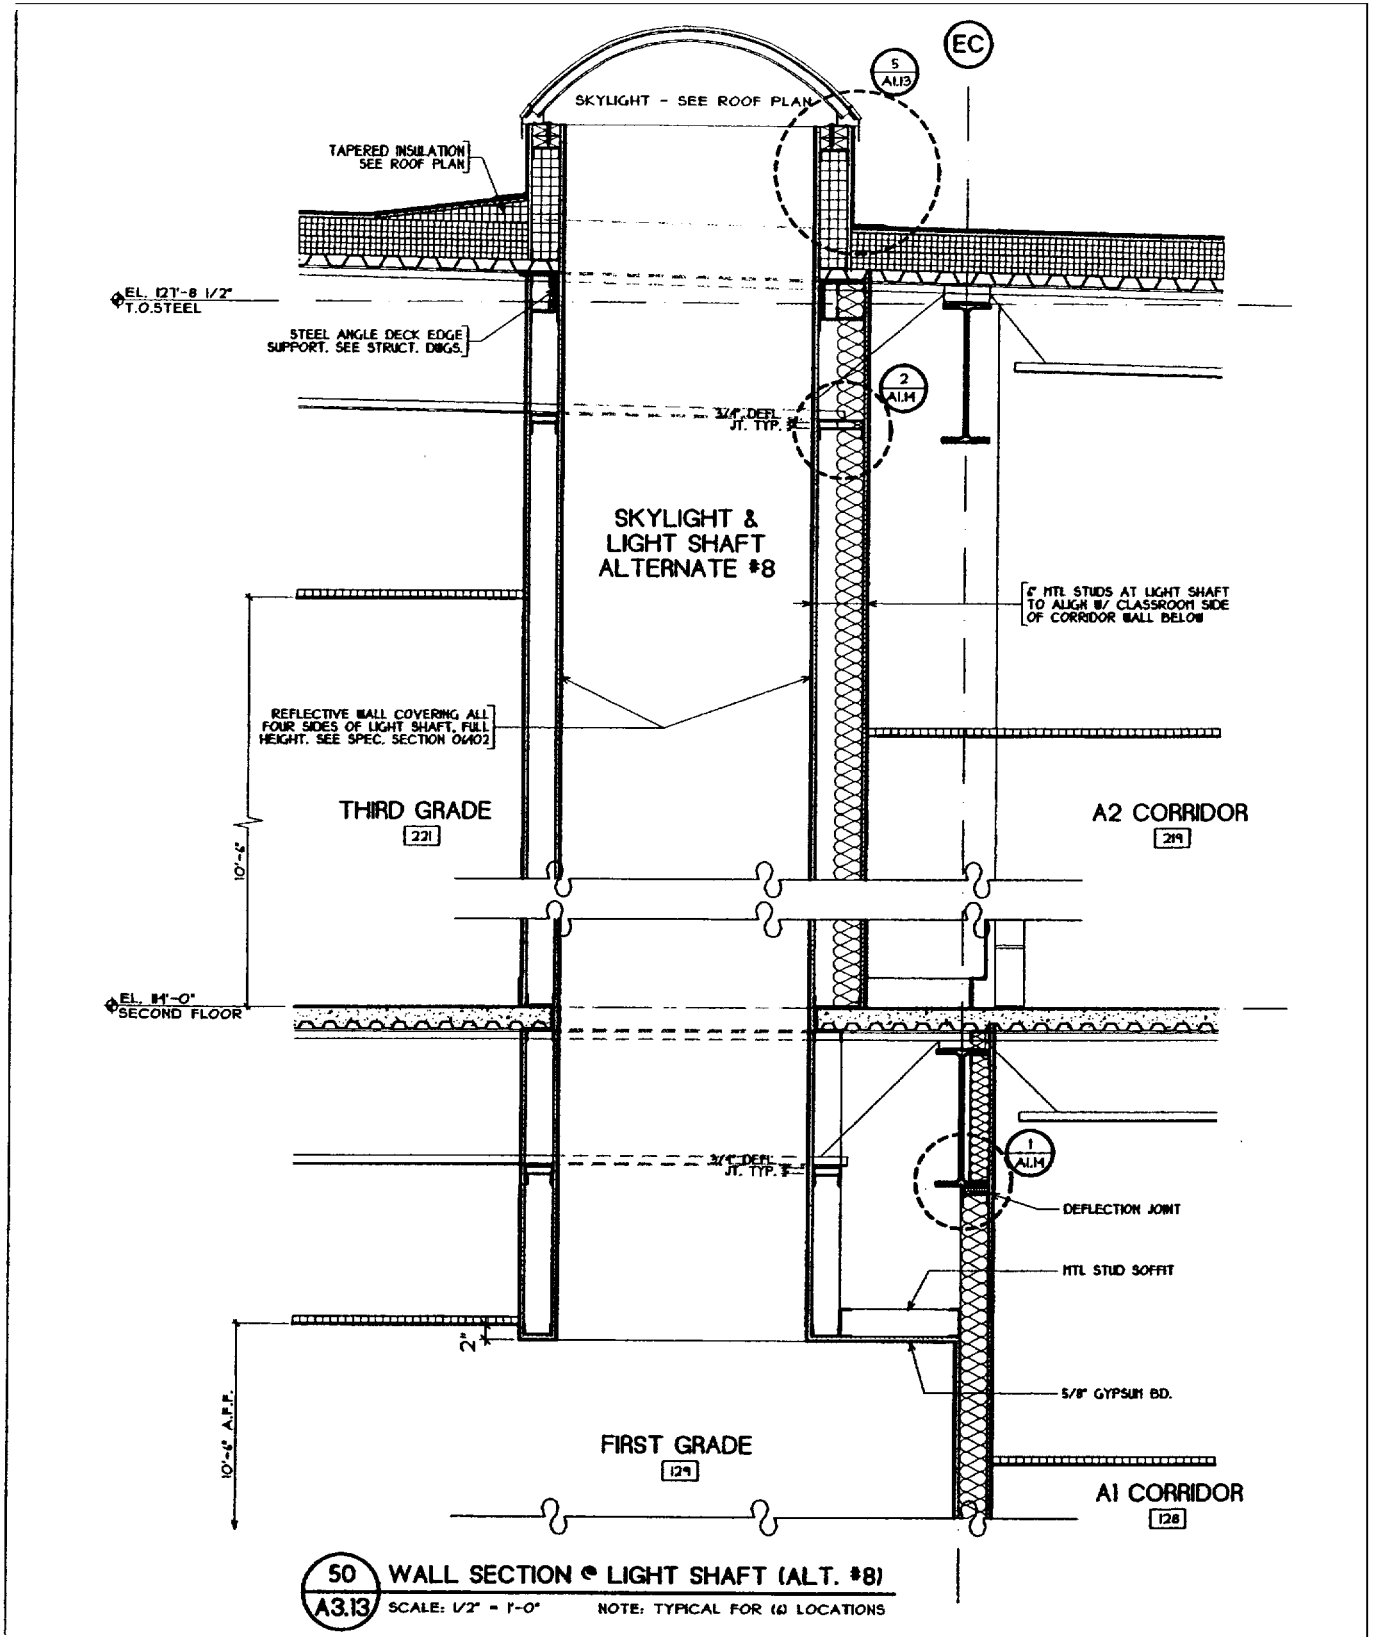 EC
5
A1.13
SKYLIGHT - SEE ROOF PLAN
TAPERED INSULATION
SEE ROOF PLAN
EL. 127'-8 1/2"
T.O.STEEL
STEEL ANGLE DECK EDGE
SUPPORT. SEE STRUCT. DWGS.
2
A1.14
3/4" DEFL.
JT. TYP.
SKYLIGHT &
LIGHT SHAFT
ALTERNATE #8
6" MTL STUDS AT LIGHT SHAFT
TO ALIGN W/ CLASSROOM SIDE
OF CORRIDOR WALL BELOW
REFLECTIVE WALL COVERING ALL
FOUR SIDES OF LIGHT SHAFT, FULL
HEIGHT. SEE SPEC. SECTION
THIRD GRADE
221
A2 CORRIDOR
219
10'-6"
EL. 114'-0"
SECOND FLOOR
3/4" DEFL.
JT. TYP.
1
A1.14
DEFLECTION JOINT
MTL STUD SOFFIT
2"
5/8" GYPSUM BD.
10'-6" A.F.F.
FIRST GRADE
129
A1 CORRIDOR
128
50
A3.13
WALL SECTION @ LIGHT SHAFT (ALT. #8)
SCALE: 1/2" = 1'-0"
NOTE: TYPICAL FOR (6) LOCATIONS